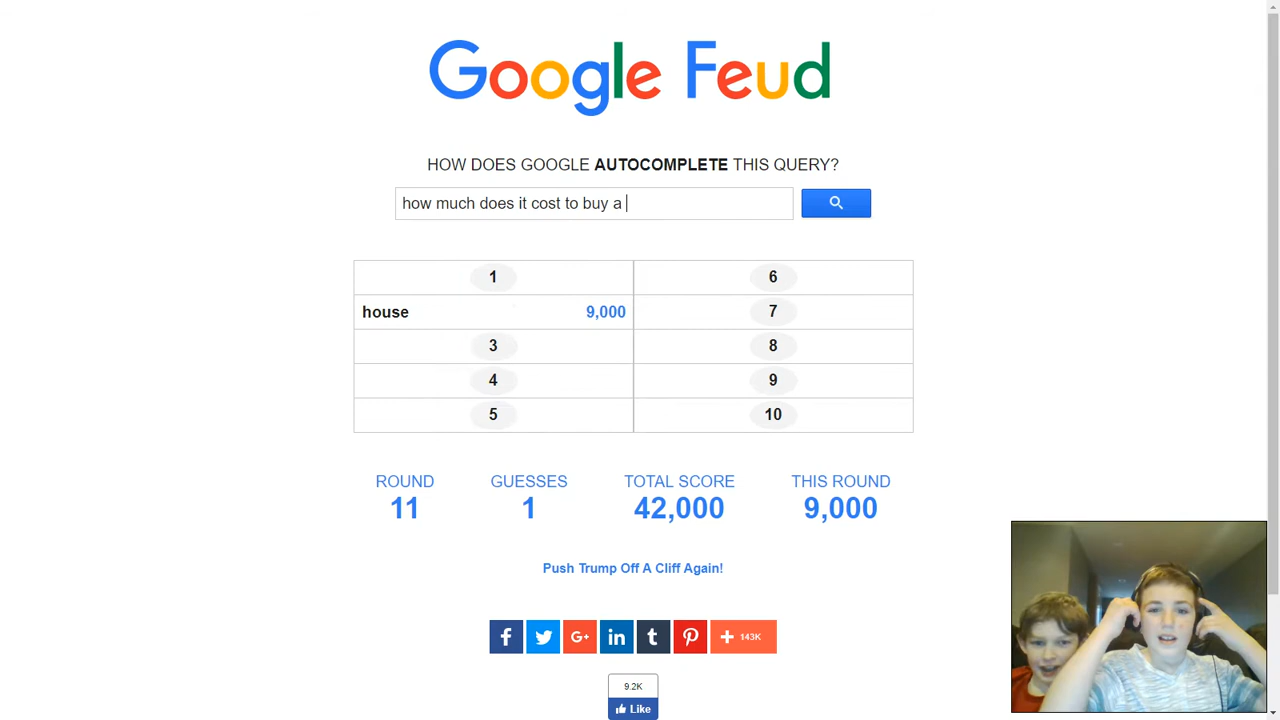 Google Feud
HOW DOES GOOGLE AUTOCOMPLETE THIS QUERY?
how much does it cost to buy a
1
6
house 9,000
7
3
8
4
9
5
10
ROUND GUESSES TOTAL SCORE THIS ROUND
11 1 42,000 9,000
Push Trump Off A Cliff Again!
f G+ in t 143K
9.2K
Like